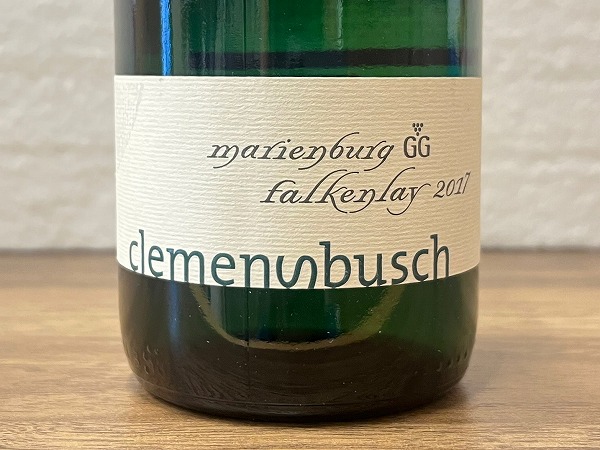 marienburg GG
falkenlay 2017
clemensbusch